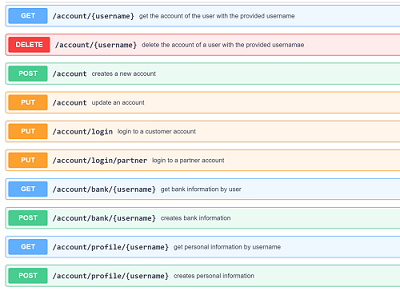 GET /account/{username} get the account of the user with the provided username
DELETE /account/{username} delete the account of a user with the provided usernamae
POST /account creates a new account
PUT /account update an account
PUT /account/login login to a customer account
PUT /account/login/partner login to a partner account
GET /account/bank/{username} get bank information by user
POST /account/bank/{username} creates bank information
GET /account/profile/{username} get personal information by username
POST /account/profile/{username} creates personal information